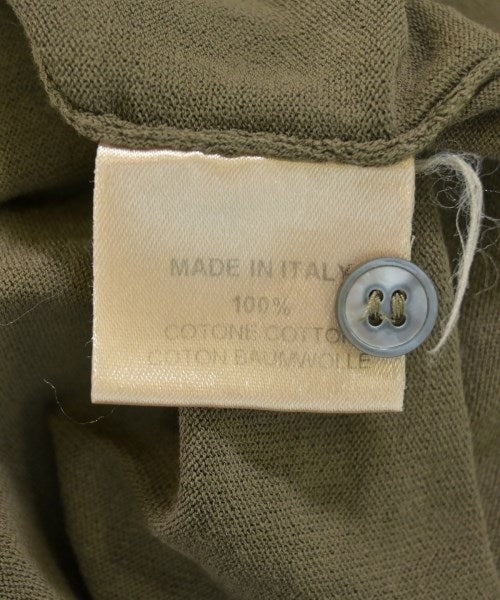 MADE IN ITALY
100%
COTONE COTTON
COTON BAUMWOLLE